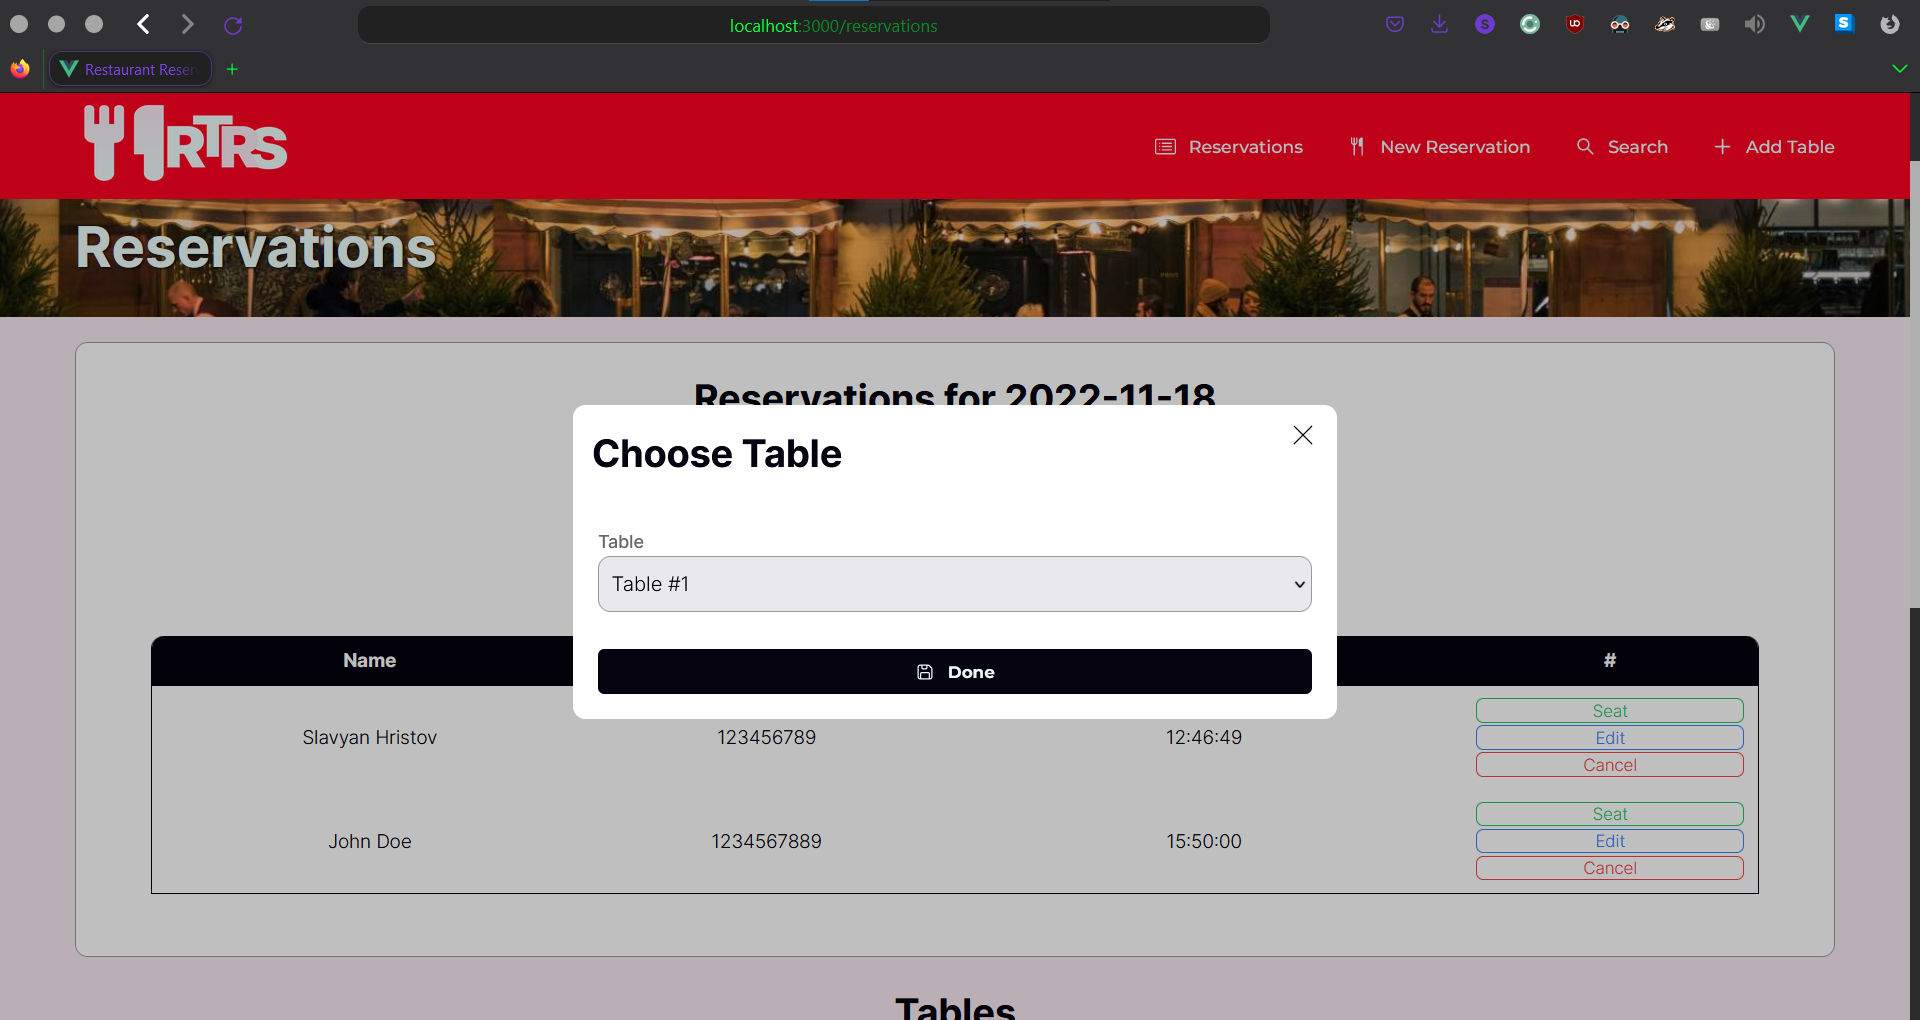 localhost:3000/reservations
Restaurant Reser
RTRS
Reservations
New Reservation
Search
Add Table
Reservations
Reservations for 2022-11-18
Choose Table
Table
Table #1
Done
Name
#
Slavyan Hristov
123456789
12:46:49
Seat
Edit
Cancel
John Doe
1234567889
15:50:00
Seat
Edit
Cancel
Tables